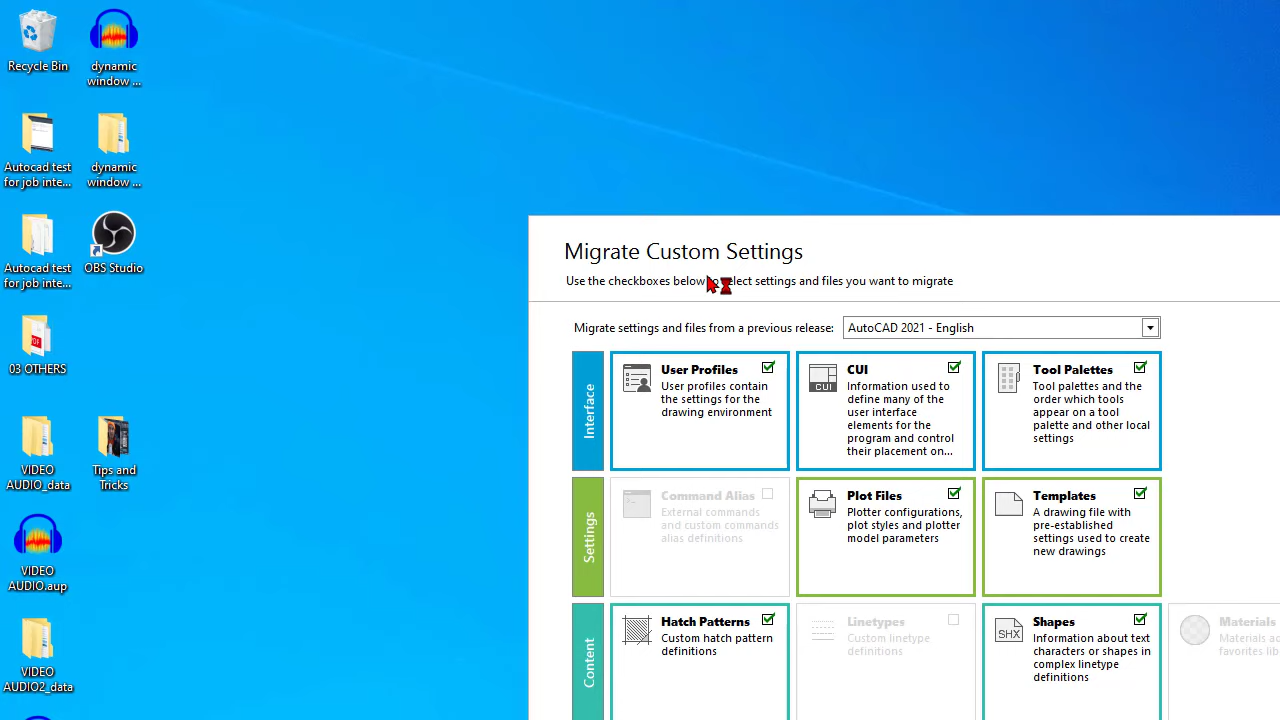 Recycle Bin
dynamic
window ...
Autocad test
for job inte...
dynamic
window ...
Autocad test
for job inte...
OBS Studio
03 OTHERS
VIDEO
AUDIO_data
Tips and
Tricks
VIDEO
AUDIO.aup
VIDEO
AUDIO2_data
Migrate Custom Settings
Use the checkboxes below to select settings and files you want to migrate
Migrate settings and files from a previous release:
AutoCAD 2021 - English
Interface
User Profiles
User profiles contain
the settings for the
drawing environment
CUI
CUI
Information used to
define many of the
user interface
elements for the
program and control
their placement on...
Tool Palettes
Tool palettes and the
order which tools
appear on a tool
palette and other local
settings
Settings
Command Alias
External commands
and custom commands
alias definitions
Plot Files
Plotter configurations,
plot styles and plotter
model parameters
Templates
A drawing file with
pre-established
settings used to create
new drawings
Content
Hatch Patterns
Custom hatch pattern
definitions
Linetypes
Custom linetype
definitions
SHX
Shapes
Information about text
characters or shapes in
complex linetype
definitions
Materials
Materials ac
favorites lib